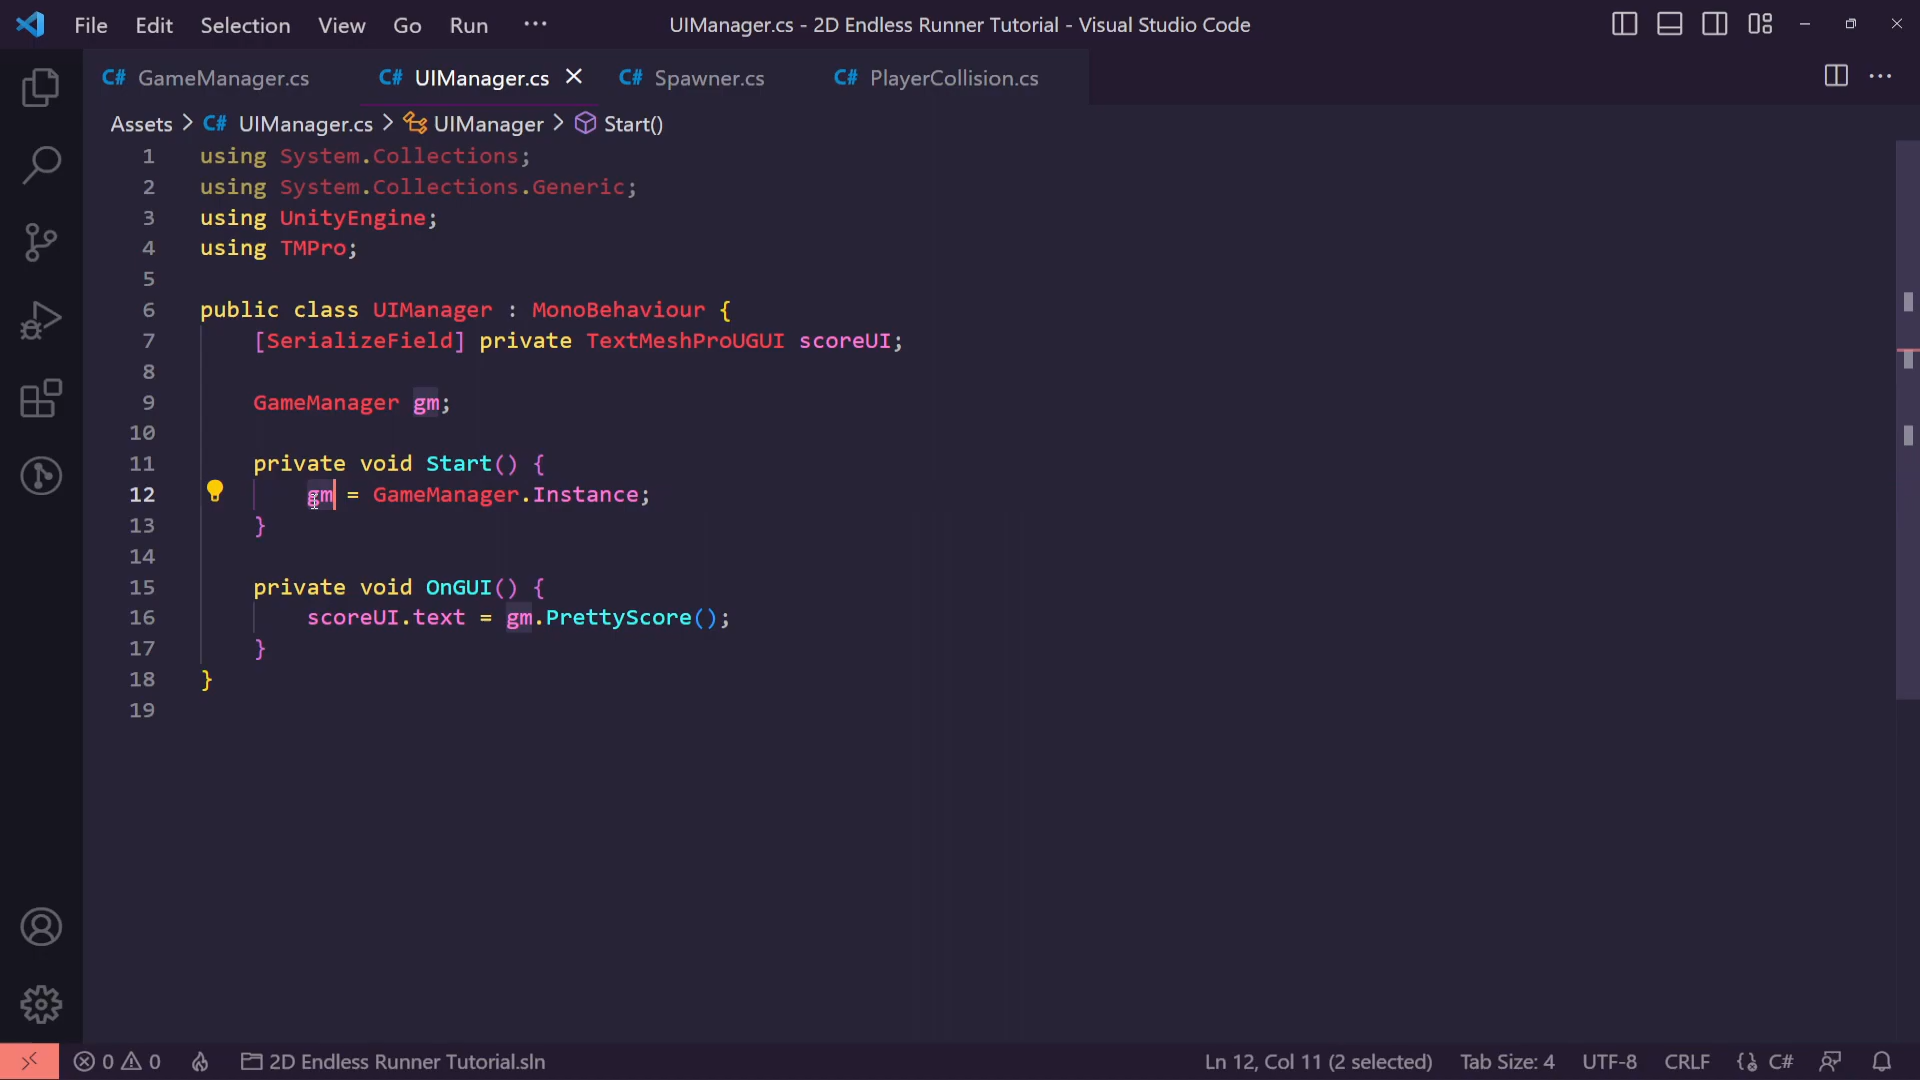 File Edit Selection View Go Run ··· UIManager.cs - 2D Endless Runner Tutorial - Visual Studio Code
C# GameManager.cs C# UIManager.cs C# Spawner.cs C# PlayerCollision.cs
Assets > C# UIManager.cs > UIManager > Start()
1 using System.Collections;
2 using System.Collections.Generic;
3 using UnityEngine;
4 using TMPro;
5
6 public class UIManager : MonoBehaviour {
7 [SerializeField] private TextMeshProUGUI scoreUI;
8
9 GameManager gm;
10
11 private void Start() {
12 gm = GameManager.Instance;
13 }
14
15 private void OnGUI() {
16 scoreUI.text = gm.PrettyScore();
17 }
18 }
19
0 0 2D Endless Runner Tutorial.sln Ln 12, Col 11 (2 selected) Tab Size: 4 UTF-8 CRLF C#